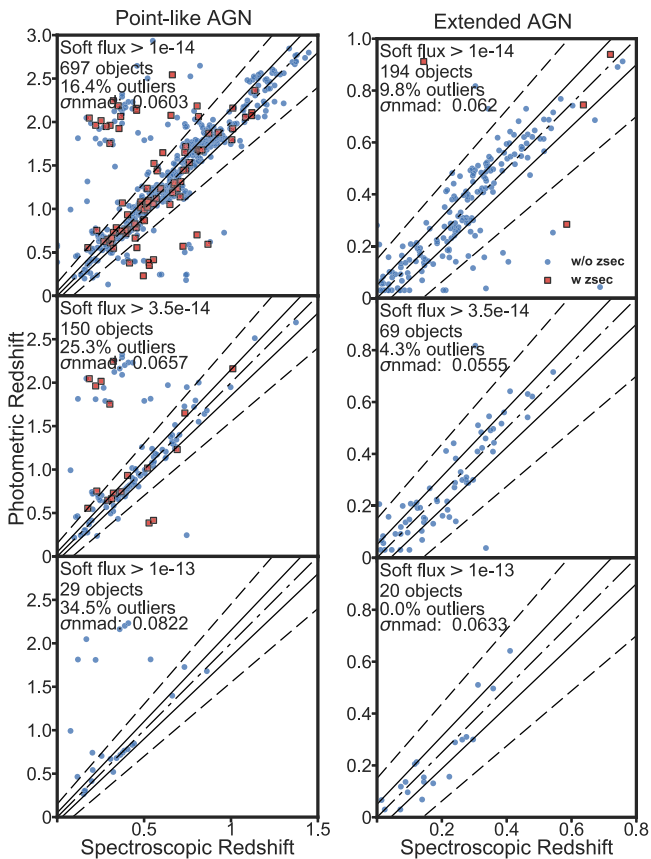 Point-like AGN
Extended AGN
Photometric Redshift
3.0
2.5
2.0
1.5
1.0
0.5
0
Soft flux > 1e-14
697 objects
16.4% outliers
σnmad: 0.0603
1.0
0.8
0.6
0.4
0.2
0
Soft flux > 1e-14
194 objects
9.8% outliers
σnmad: 0.062
w/o zsec
w zsec
2.5
2.0
1.5
1.0
0.5
0
Soft flux > 3.5e-14
150 objects
25.3% outliers
σnmad: 0.0657
0.8
0.6
0.4
0.2
0
Soft flux > 3.5e-14
69 objects
4.3% outliers
σnmad: 0.0555
2.5
2.0
1.5
1.0
0.5
0
Soft flux > 1e-13
29 objects
34.5% outliers
σnmad: 0.0822
0.8
0.6
0.4
0.2
0
Soft flux > 1e-13
20 objects
0.0% outliers
σnmad: 0.0633
0.5 1 1.5
0.2 0.4 0.6 0.8
Spectroscopic Redshift
Spectroscopic Redshift